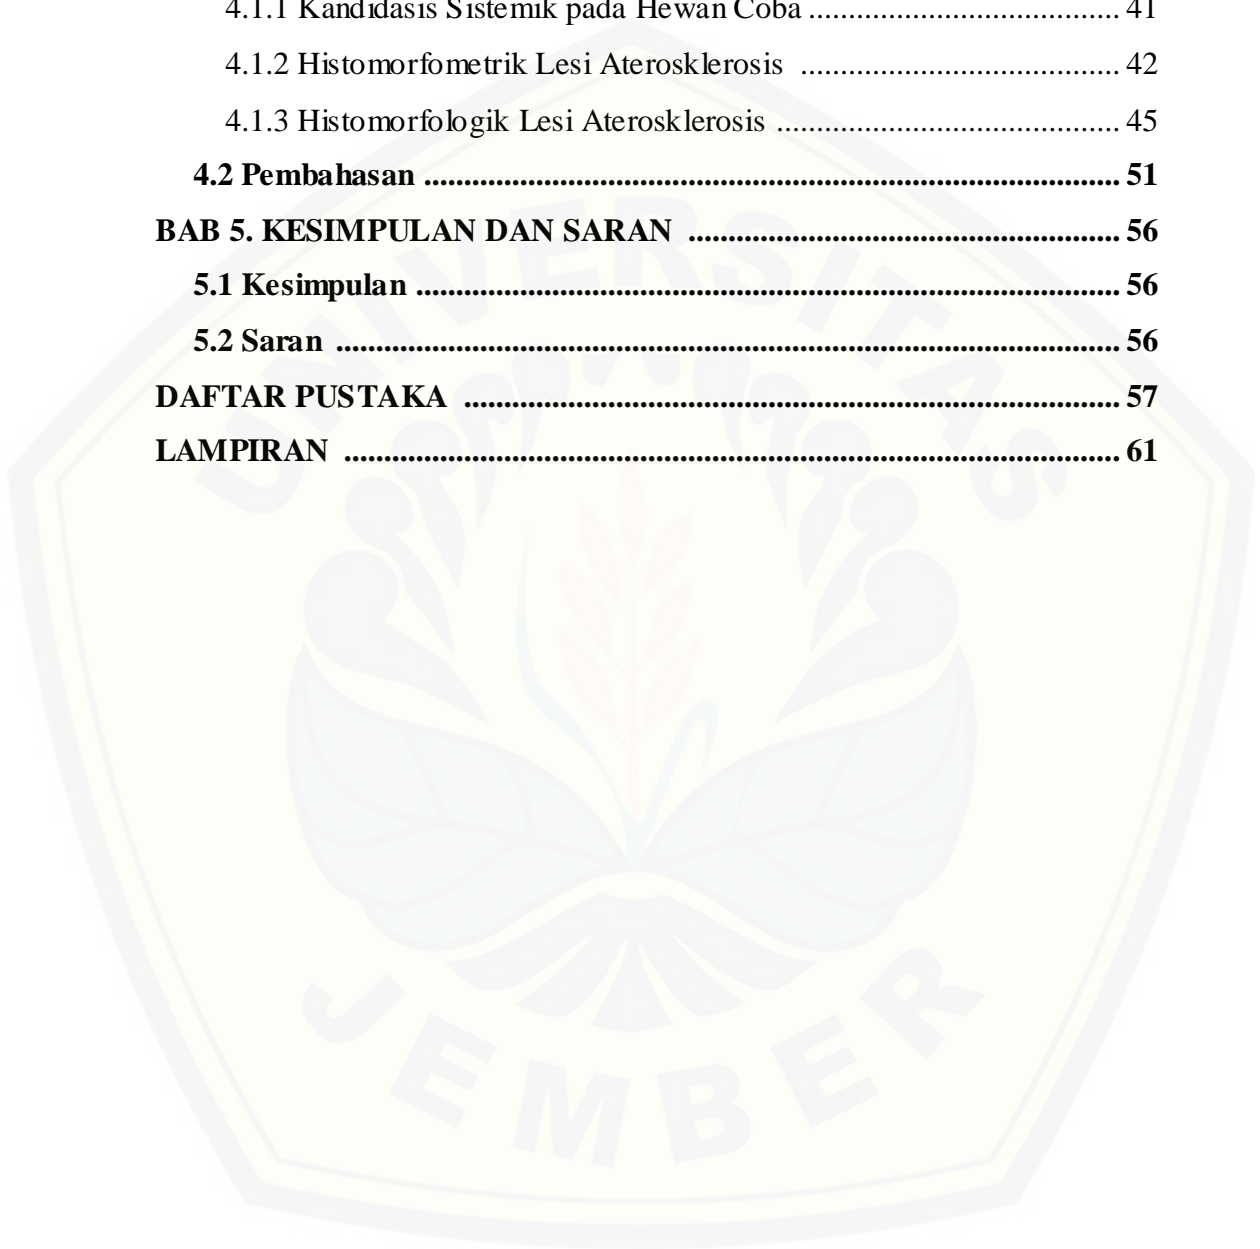 4.1.1 Kandidasis Sistemik pada Hewan Coba ....................................... 41
4.1.2 Histomorfometrik Lesi Aterosklerosis ........................................ 42
4.1.3 Histomorfologik Lesi Aterosklerosis ........................................... 45
4.2 Pembahasan ....................................................................................... 51
BAB 5. KESIMPULAN DAN SARAN ...................................................... 56
5.1 Kesimpulan ........................................................................................ 56
5.2 Saran .................................................................................................. 56
DAFTAR PUSTAKA .................................................................................. 57
LAMPIRAN ................................................................................................. 61
UNIVERSITAS
JEMBER